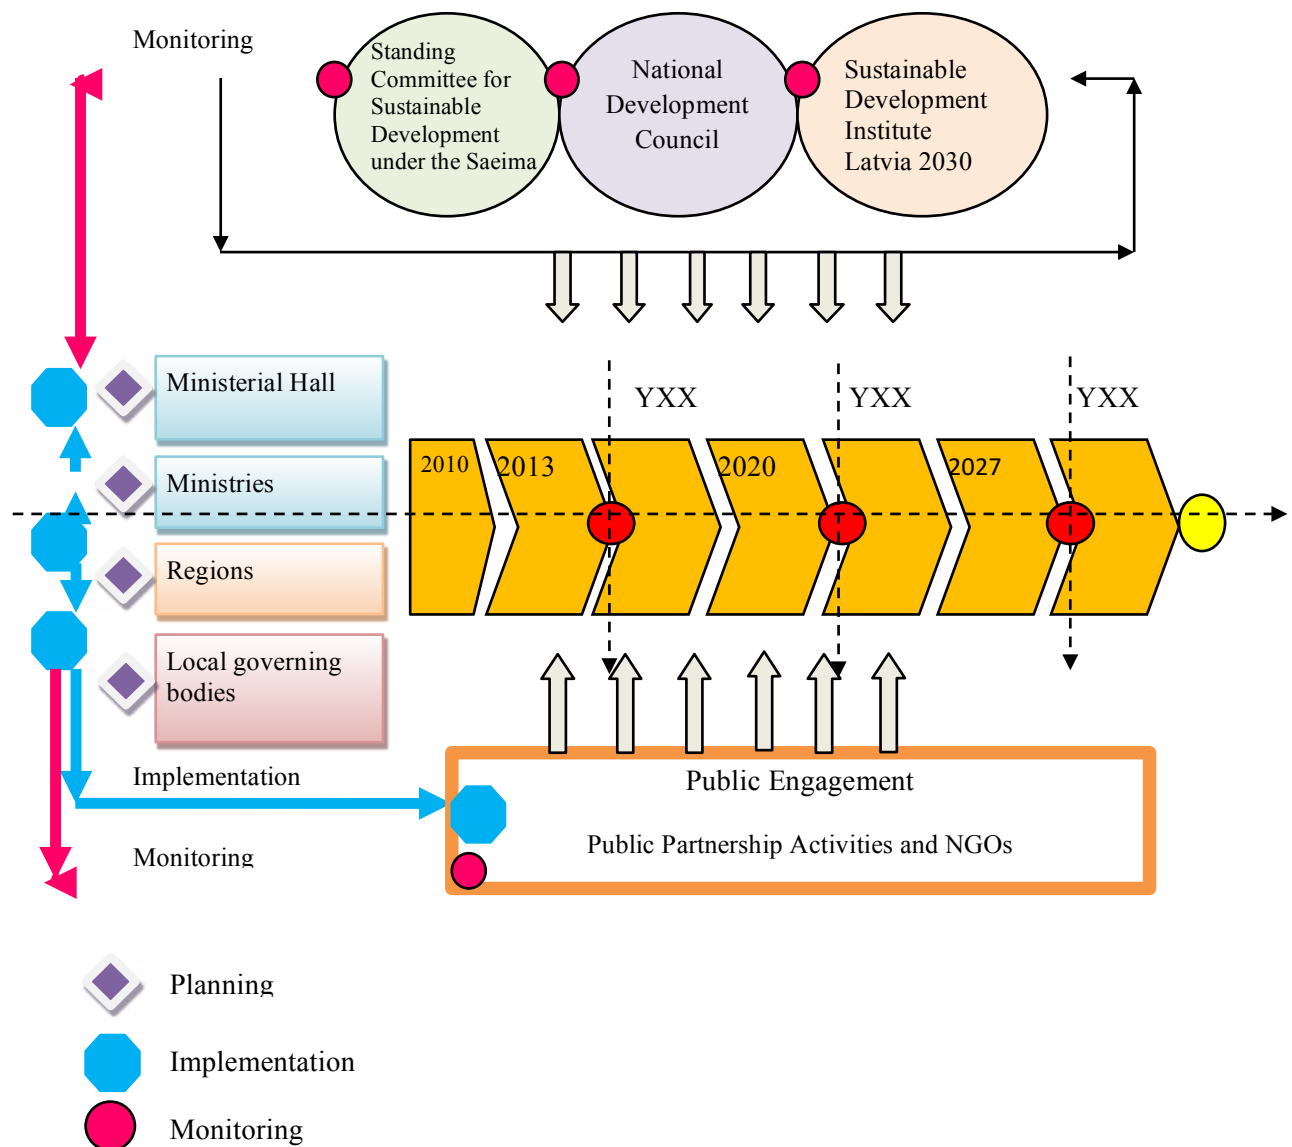 Monitoring
Standing
Committee for
Sustainable
Development
under the Saeima
National
Development
Council
Sustainable
Development
Institute
Latvia 2030
Ministerial Hall
Ministries
Regions
Local governing
bodies
YXX
YXX
YXX
2010
2013
2020
2027
Implementation
Monitoring
Public Engagement
Public Partnership Activities and NGOs
Planning
Implementation
Monitoring